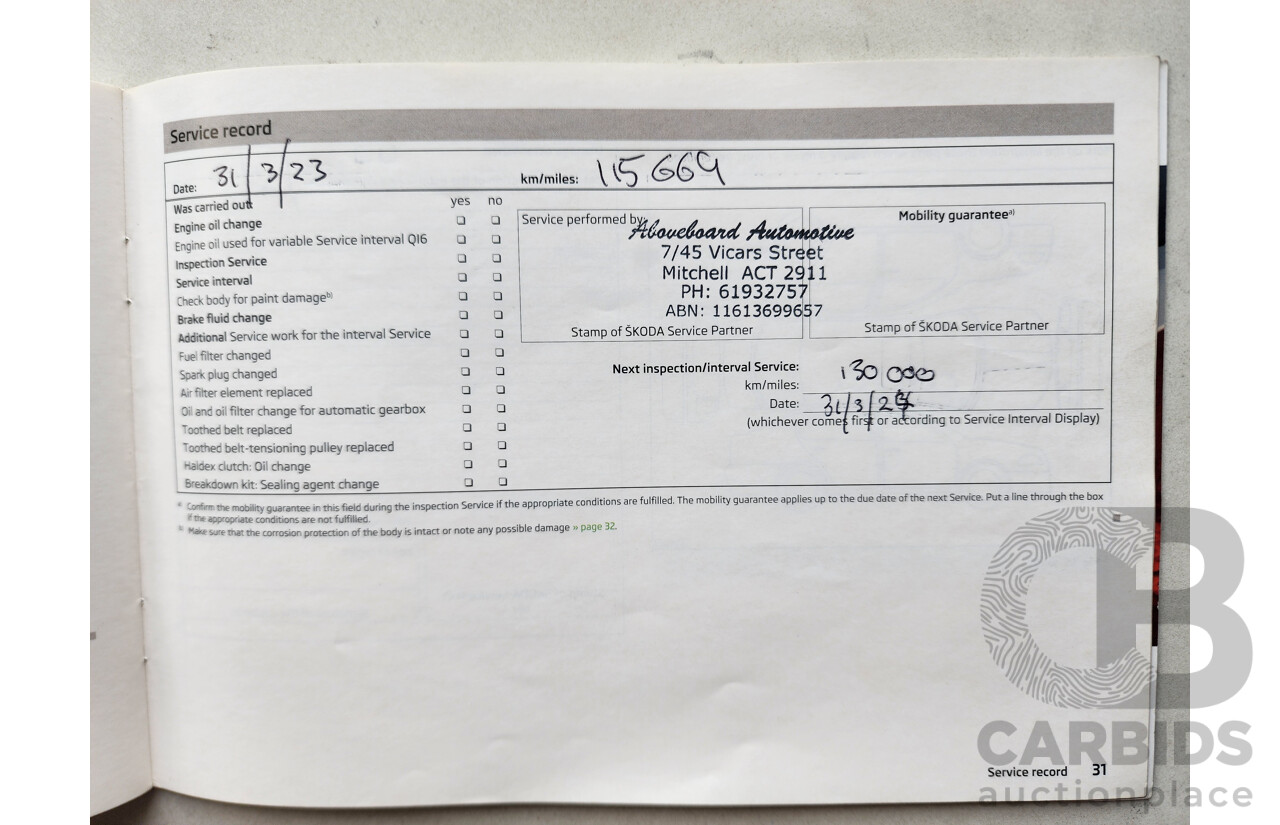 Service record
Date: 31/3/23 km/miles: 115 669
Was carried out: yes no
Engine oil change
Engine oil used for variable Service interval QI6
Inspection Service
Service interval
Check body for paint damageb)
Brake fluid change
Additional Service work for the interval Service
Fuel filter changed
Spark plug changed
Air filter element replaced
Oil and oil filter change for automatic gearbox
Toothed belt replaced
Toothed belt-tensioning pulley replaced
Haldex clutch: Oil change
Breakdown kit: Sealing agent change
Service performed by:
Aboveboard Automotive
7/45 Vicars Street
Mitchell ACT 2911
PH: 61932757
ABN: 11613699657
Stamp of ŠKODA Service Partner
Mobility guaranteea)
Stamp of ŠKODA Service Partner
Next inspection/interval Service:
km/miles: 130 000
Date: 31/3/24
(whichever comes first or according to Service Interval Display)
a) Confirm the mobility guarantee in this field during the inspection Service if the appropriate conditions are fulfilled. The mobility guarantee applies up to the due date of the next Service. Put a line through the box
if the appropriate conditions are not fulfilled.
b) Make sure that the corrosion protection of the body is intact or note any possible damage » page 32.
Service record 31
CB
CARBIDS
auctionplace